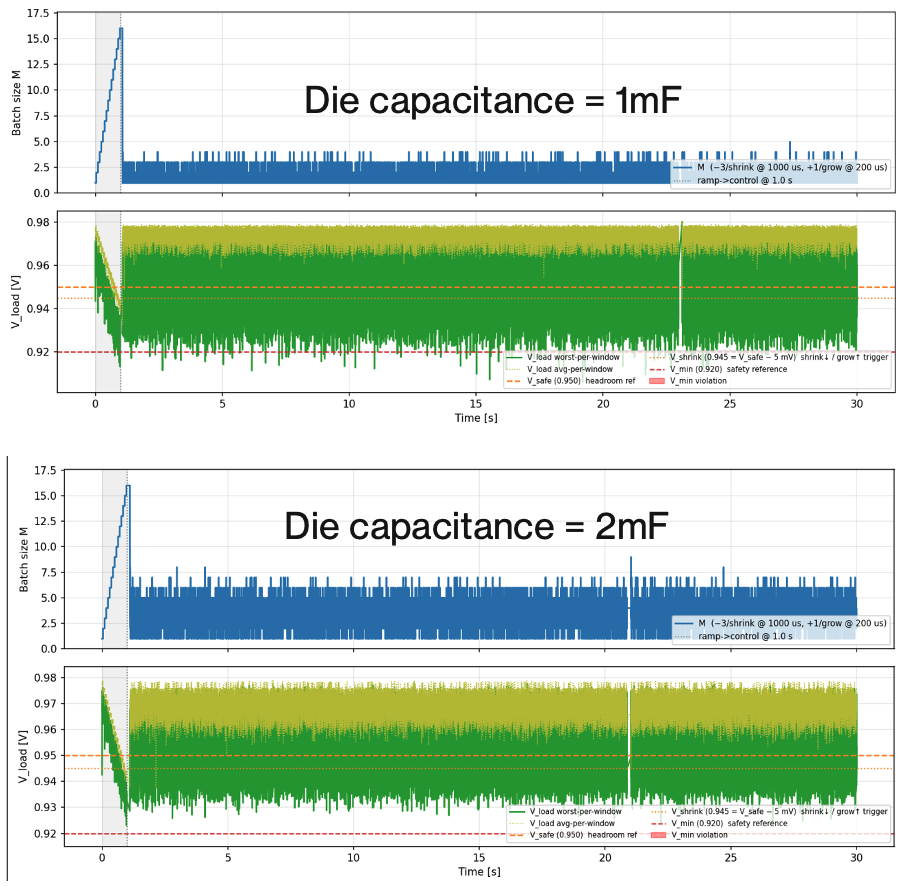 17.5
15.0
12.5
10.0
7.5
5.0
2.5
0.0
Batch size M
Die capacitance = 1mF
M (−3/shrink @ 1000 us, +1/grow @ 200 us)
ramp->control @ 1.0 s
0.98
0.96
0.94
0.92
V_load [V]
V_load worst-per-window
V_load avg-per-window
V_safe (0.950) headroom ref
V_shrink (0.945 = V_safe − 5 mV) shrink↓ / grow↑ trigger
V_min (0.920) safety reference
V_min violation
0 5 10 15 20 25 30
Time [s]
17.5
15.0
12.5
10.0
7.5
5.0
2.5
0.0
Batch size M
Die capacitance = 2mF
M (−3/shrink @ 1000 us, +1/grow @ 200 us)
ramp->control @ 1.0 s
0.98
0.97
0.96
0.95
0.94
0.93
0.92
V_load [V]
V_load worst-per-window
V_load avg-per-window
V_safe (0.950) headroom ref
V_shrink (0.945 = V_safe − 5 mV) shrink↓ / grow↑ trigger
V_min (0.920) safety reference
V_min violation
0 5 10 15 20 25 30
Time [s]